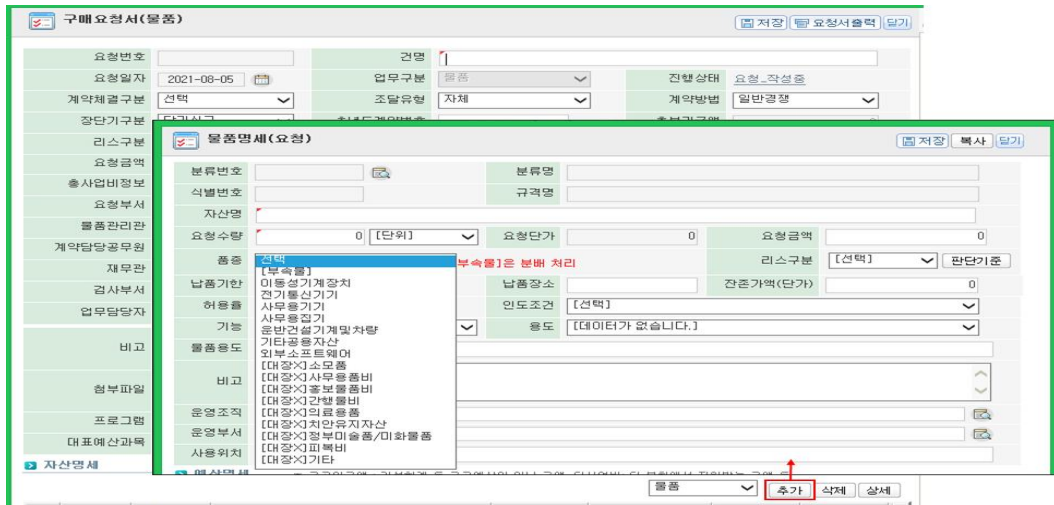 구매요청서(물품)
저장 요청서출력 닫기
요청번호 건명
요청일자 2021-08-05 업무구분 물품 진행상태 요청_작성중
계약체결구분 선택 조달유형 자체 계약방법 일반경쟁
장단기구분
리스구분
요청금액
총사업비정보
요청부서
물품관리관
계약담당공무원
재무관
검사부서
업무담당자
비고
첨부파일
프로그램
대표예산과목
자산명세
물품명세(요청)
저장 복사 닫기
분류번호 분류명
식별번호 규격명
자산명
요청수량 0 [단위] 요청단가 0 요청금액 0
품종 선택 부속물]은 분배 처리 리스구분 [선택] 판단기준
납품기한 납품장소 잔존가액(단가) 0
허용율 인도조건 [선택]
기능 용도 [데이터가 없습니다.]
물품용도
비고
운영조직
운영부서
사용위치
[부속물]
이동성기계장치
전기통신기기
사무용기기
사무용집기
운반건설기계및차량
기타공용자산
외부소프트웨어
[대장X]소모품
[대장X]사무용품비
[대장X]홍보물품비
[대장X]간행물비
[대장X]의료용품
[대장X]치안유지자산
[대장X]정부미술품/미화물품
[대장X]피복비
[대장X]기타
물품 추가 삭제 상세